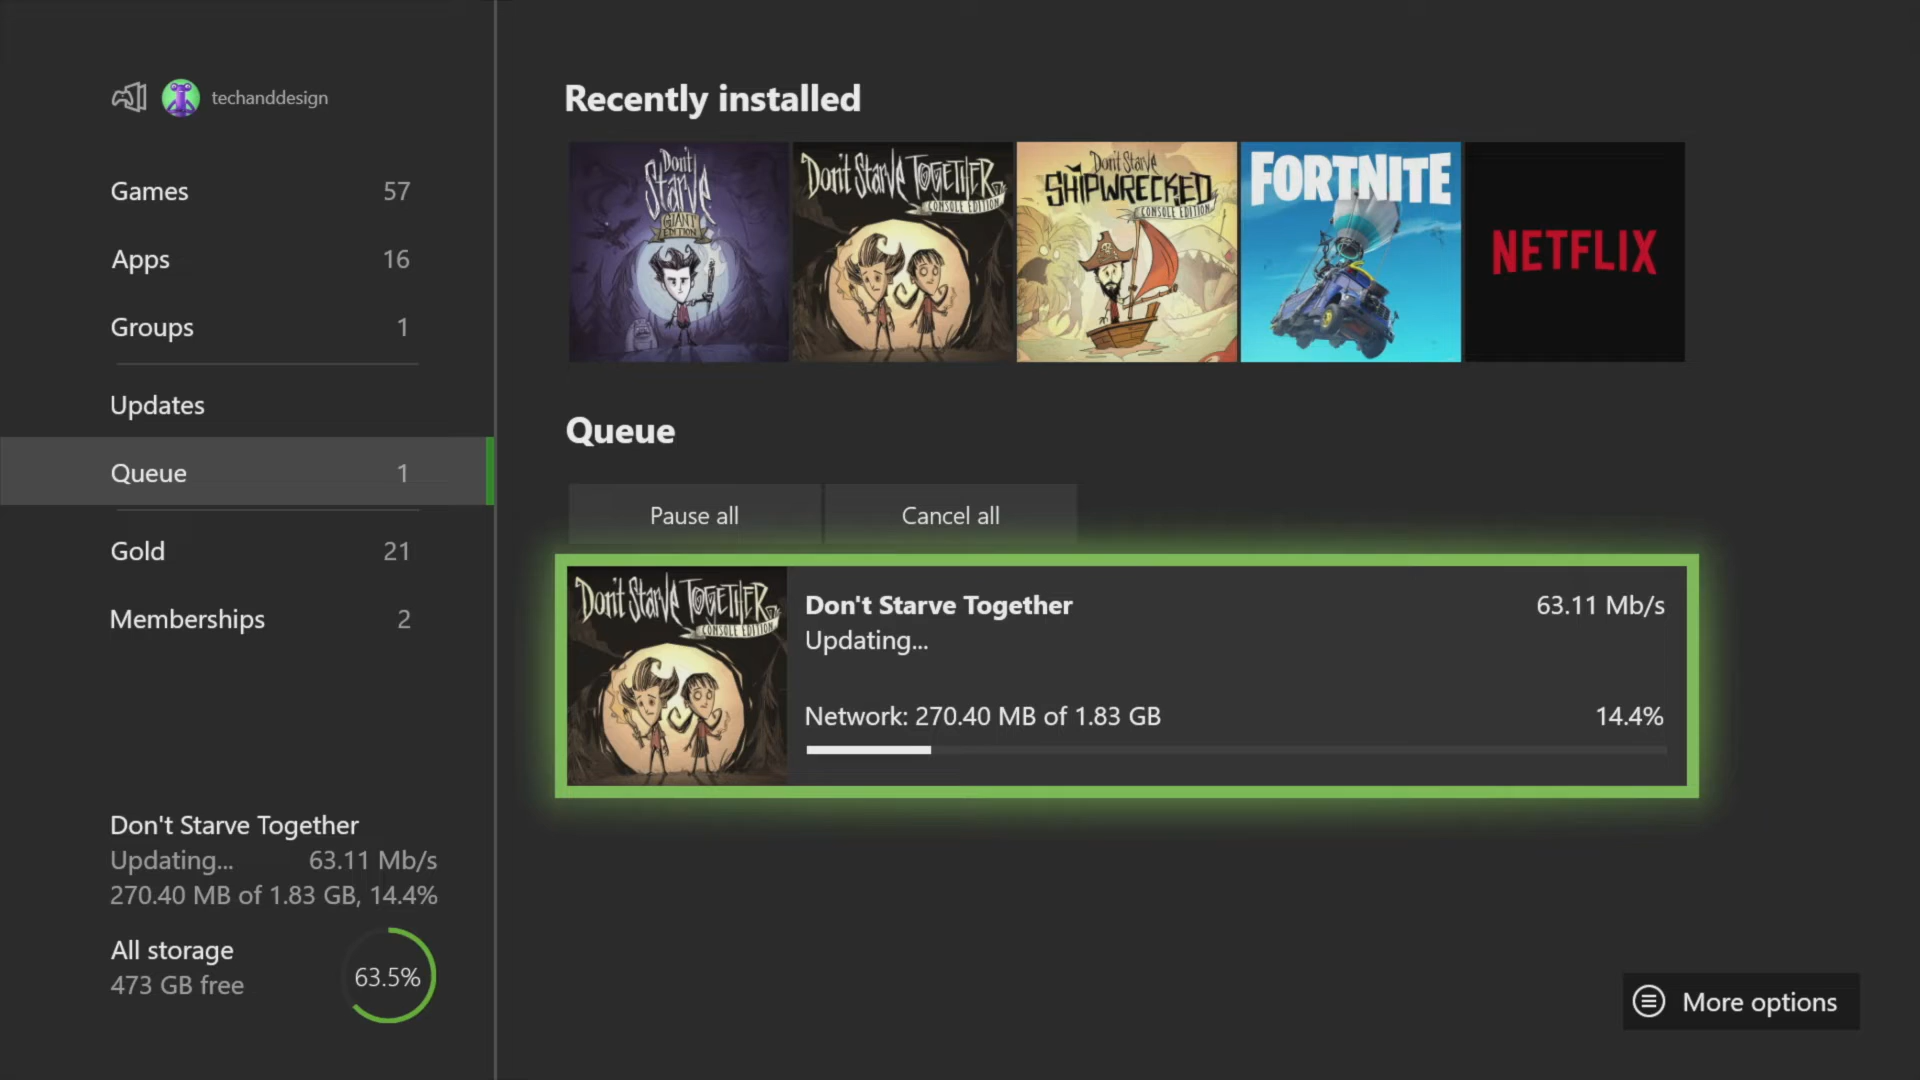 techanddesign
Games 57
Apps 16
Groups 1
Updates
Queue 1
Gold 21
Memberships 2
Don't Starve Together
Updating... 63.11 Mb/s
270.40 MB of 1.83 GB, 14.4%
All storage
473 GB free
63.5%
Recently installed
Don't
Starve
GIANT
EDITION
Don't Starve TOGETHER
CONSOLE EDITION
Don't Starve
SHIPWRECKED
CONSOLE EDITION
FORTNITE
NETFLIX
Queue
Pause all Cancel all
Don't Starve TOGETHER
CONSOLE EDITION
Don't Starve Together 63.11 Mb/s
Updating...
Network: 270.40 MB of 1.83 GB 14.4%
More options